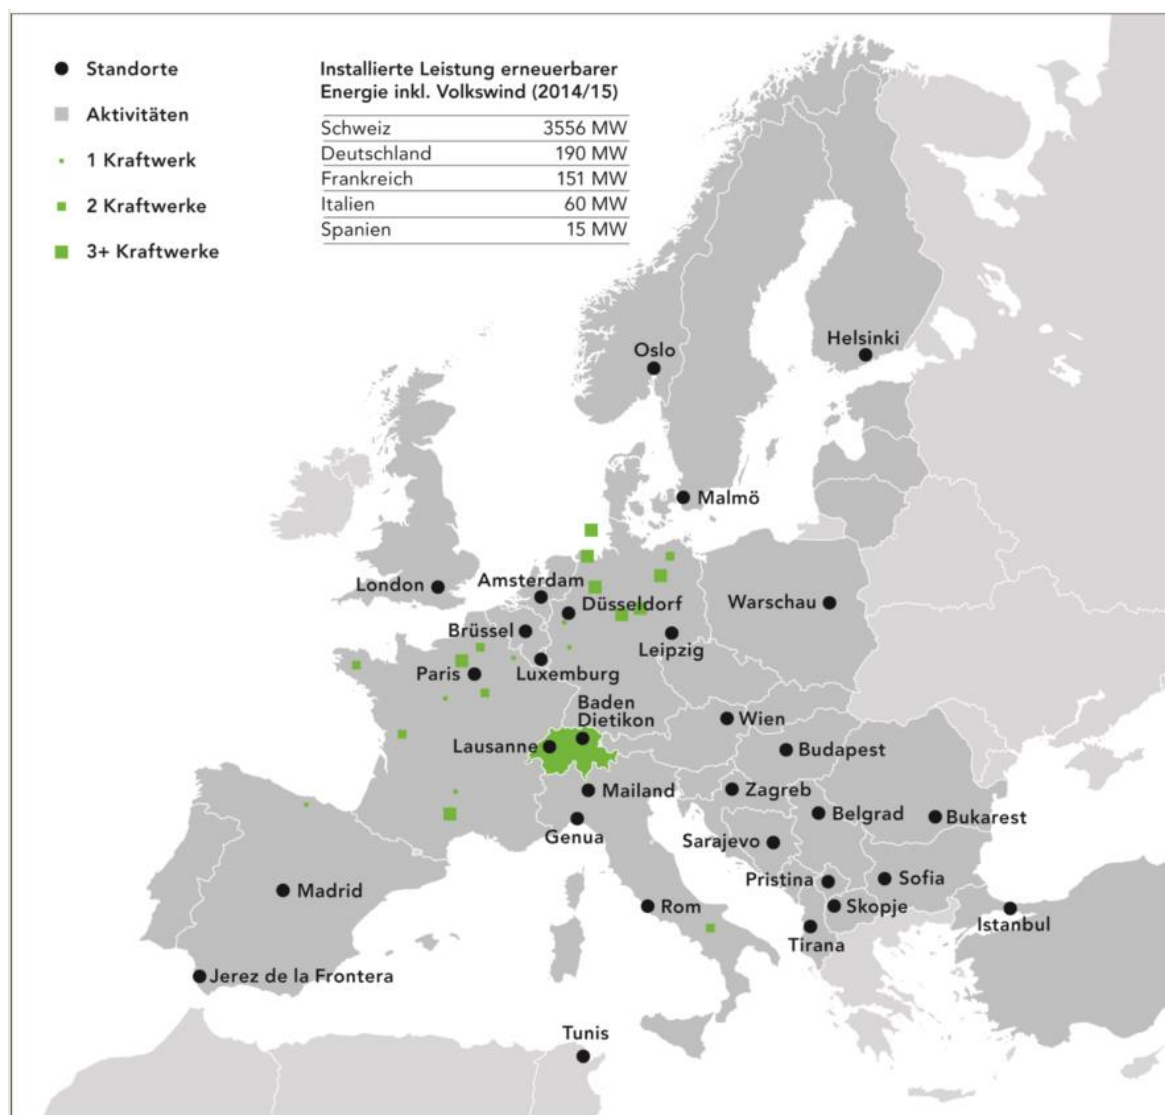 Standorte
Aktivitäten
1 Kraftwerk
2 Kraftwerke
3+ Kraftwerke
Installierte Leistung erneuerbarer
Energie inkl. Volkswind (2014/15)
Schweiz 3556 MW
Deutschland 190 MW
Frankreich 151 MW
Italien 60 MW
Spanien 15 MW
Helsinki
Oslo
Malmö
London
Amsterdam
Düsseldorf
Warschau
Brüssel
Leipzig
Luxemburg
Paris
Baden
Dietikon
Wien
Lausanne
Budapest
Mailand
Zagreb
Belgrad
Bukarest
Genua
Sarajevo
Pristina
Sofia
Madrid
Rom
Skopje
Istanbul
Tirana
Jerez de la Frontera
Tunis